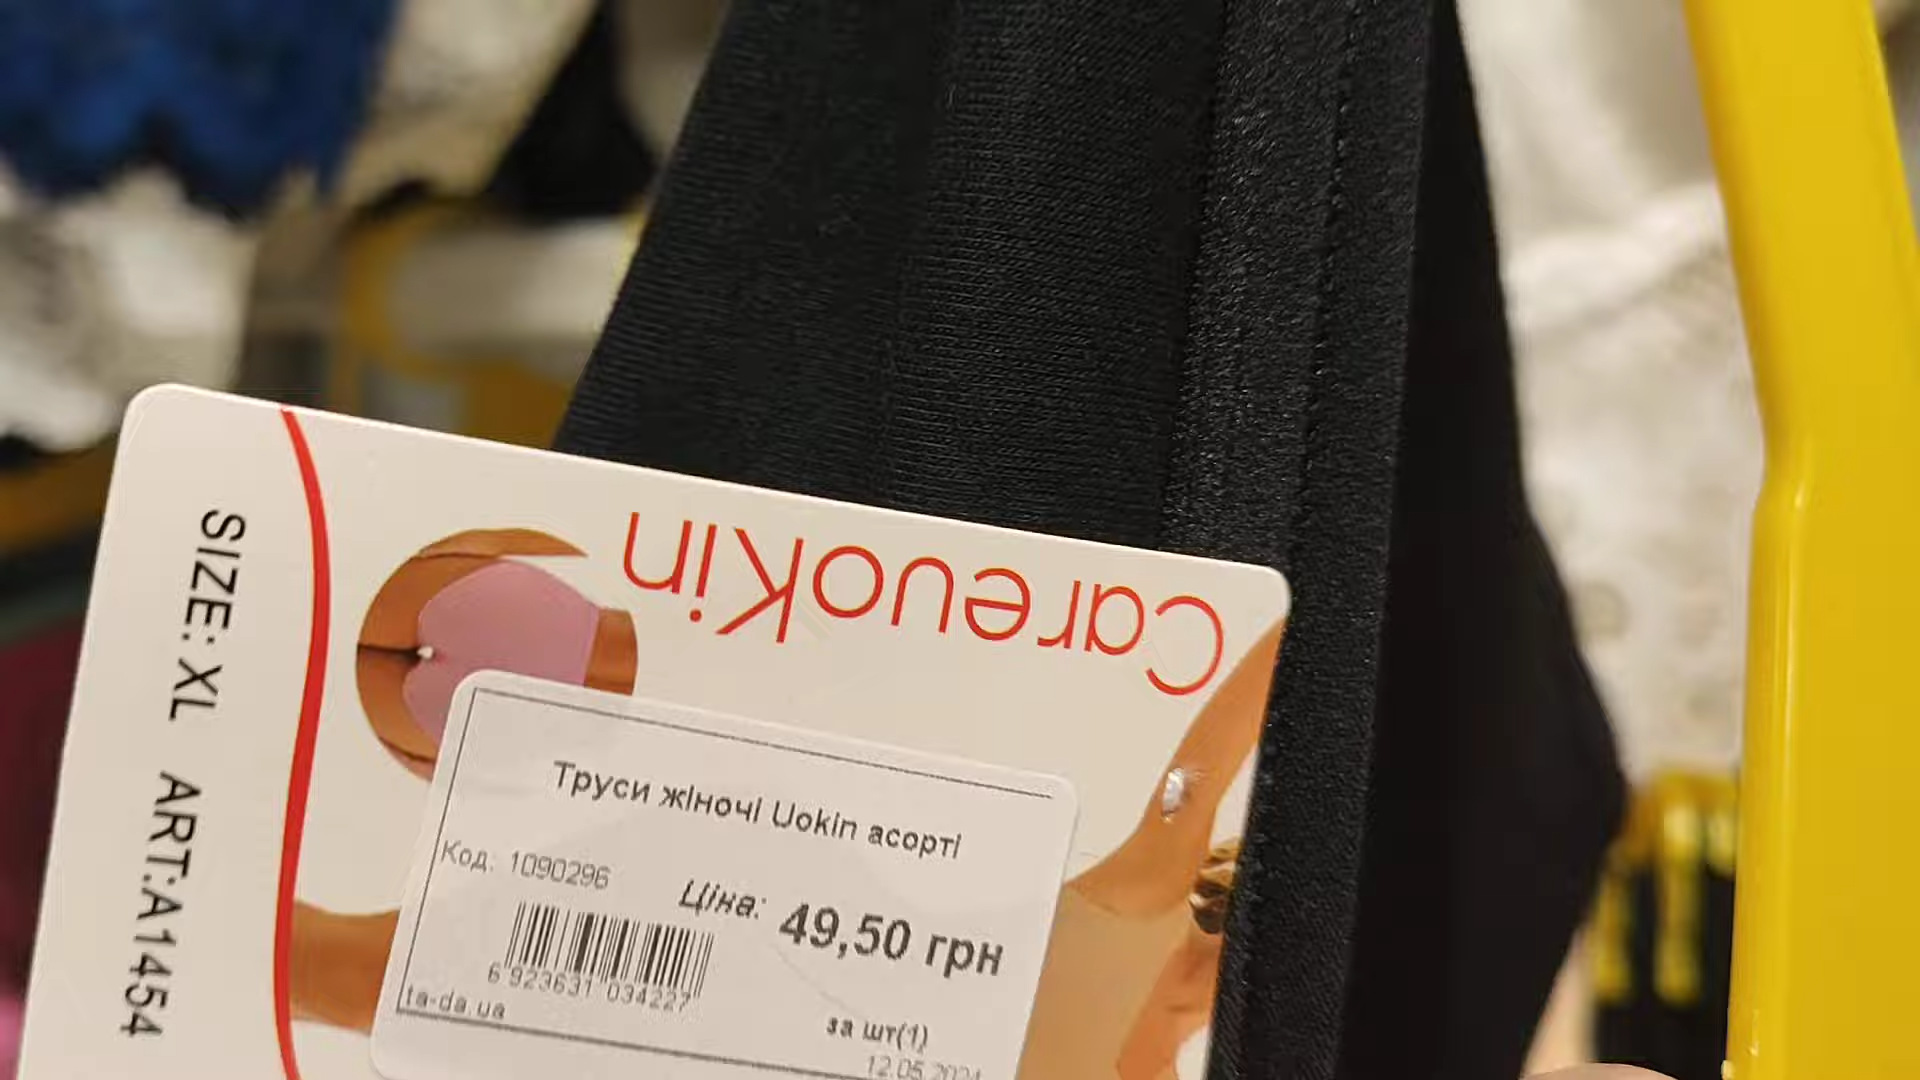 CareuoKin
SIZE: XL ART:A1454
Труси жіночі Uokin асорті
Код: 1090296
Ціна: 49,50 грн
6 923631 034227
ta-da.ua
за шт(1)
12.05.2024